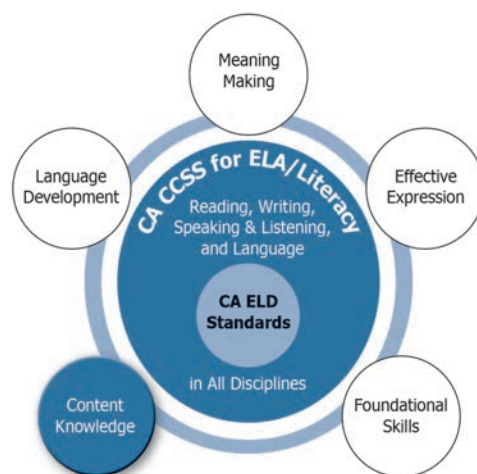 Meaning
Making
Language
Development
Effective
Expression
CA CCSS for ELA/Literacy
Reading, Writing,
Speaking & Listening,
and Language
CA ELD
Standards
in All Disciplines
Content
Knowledge
Foundational
Skills